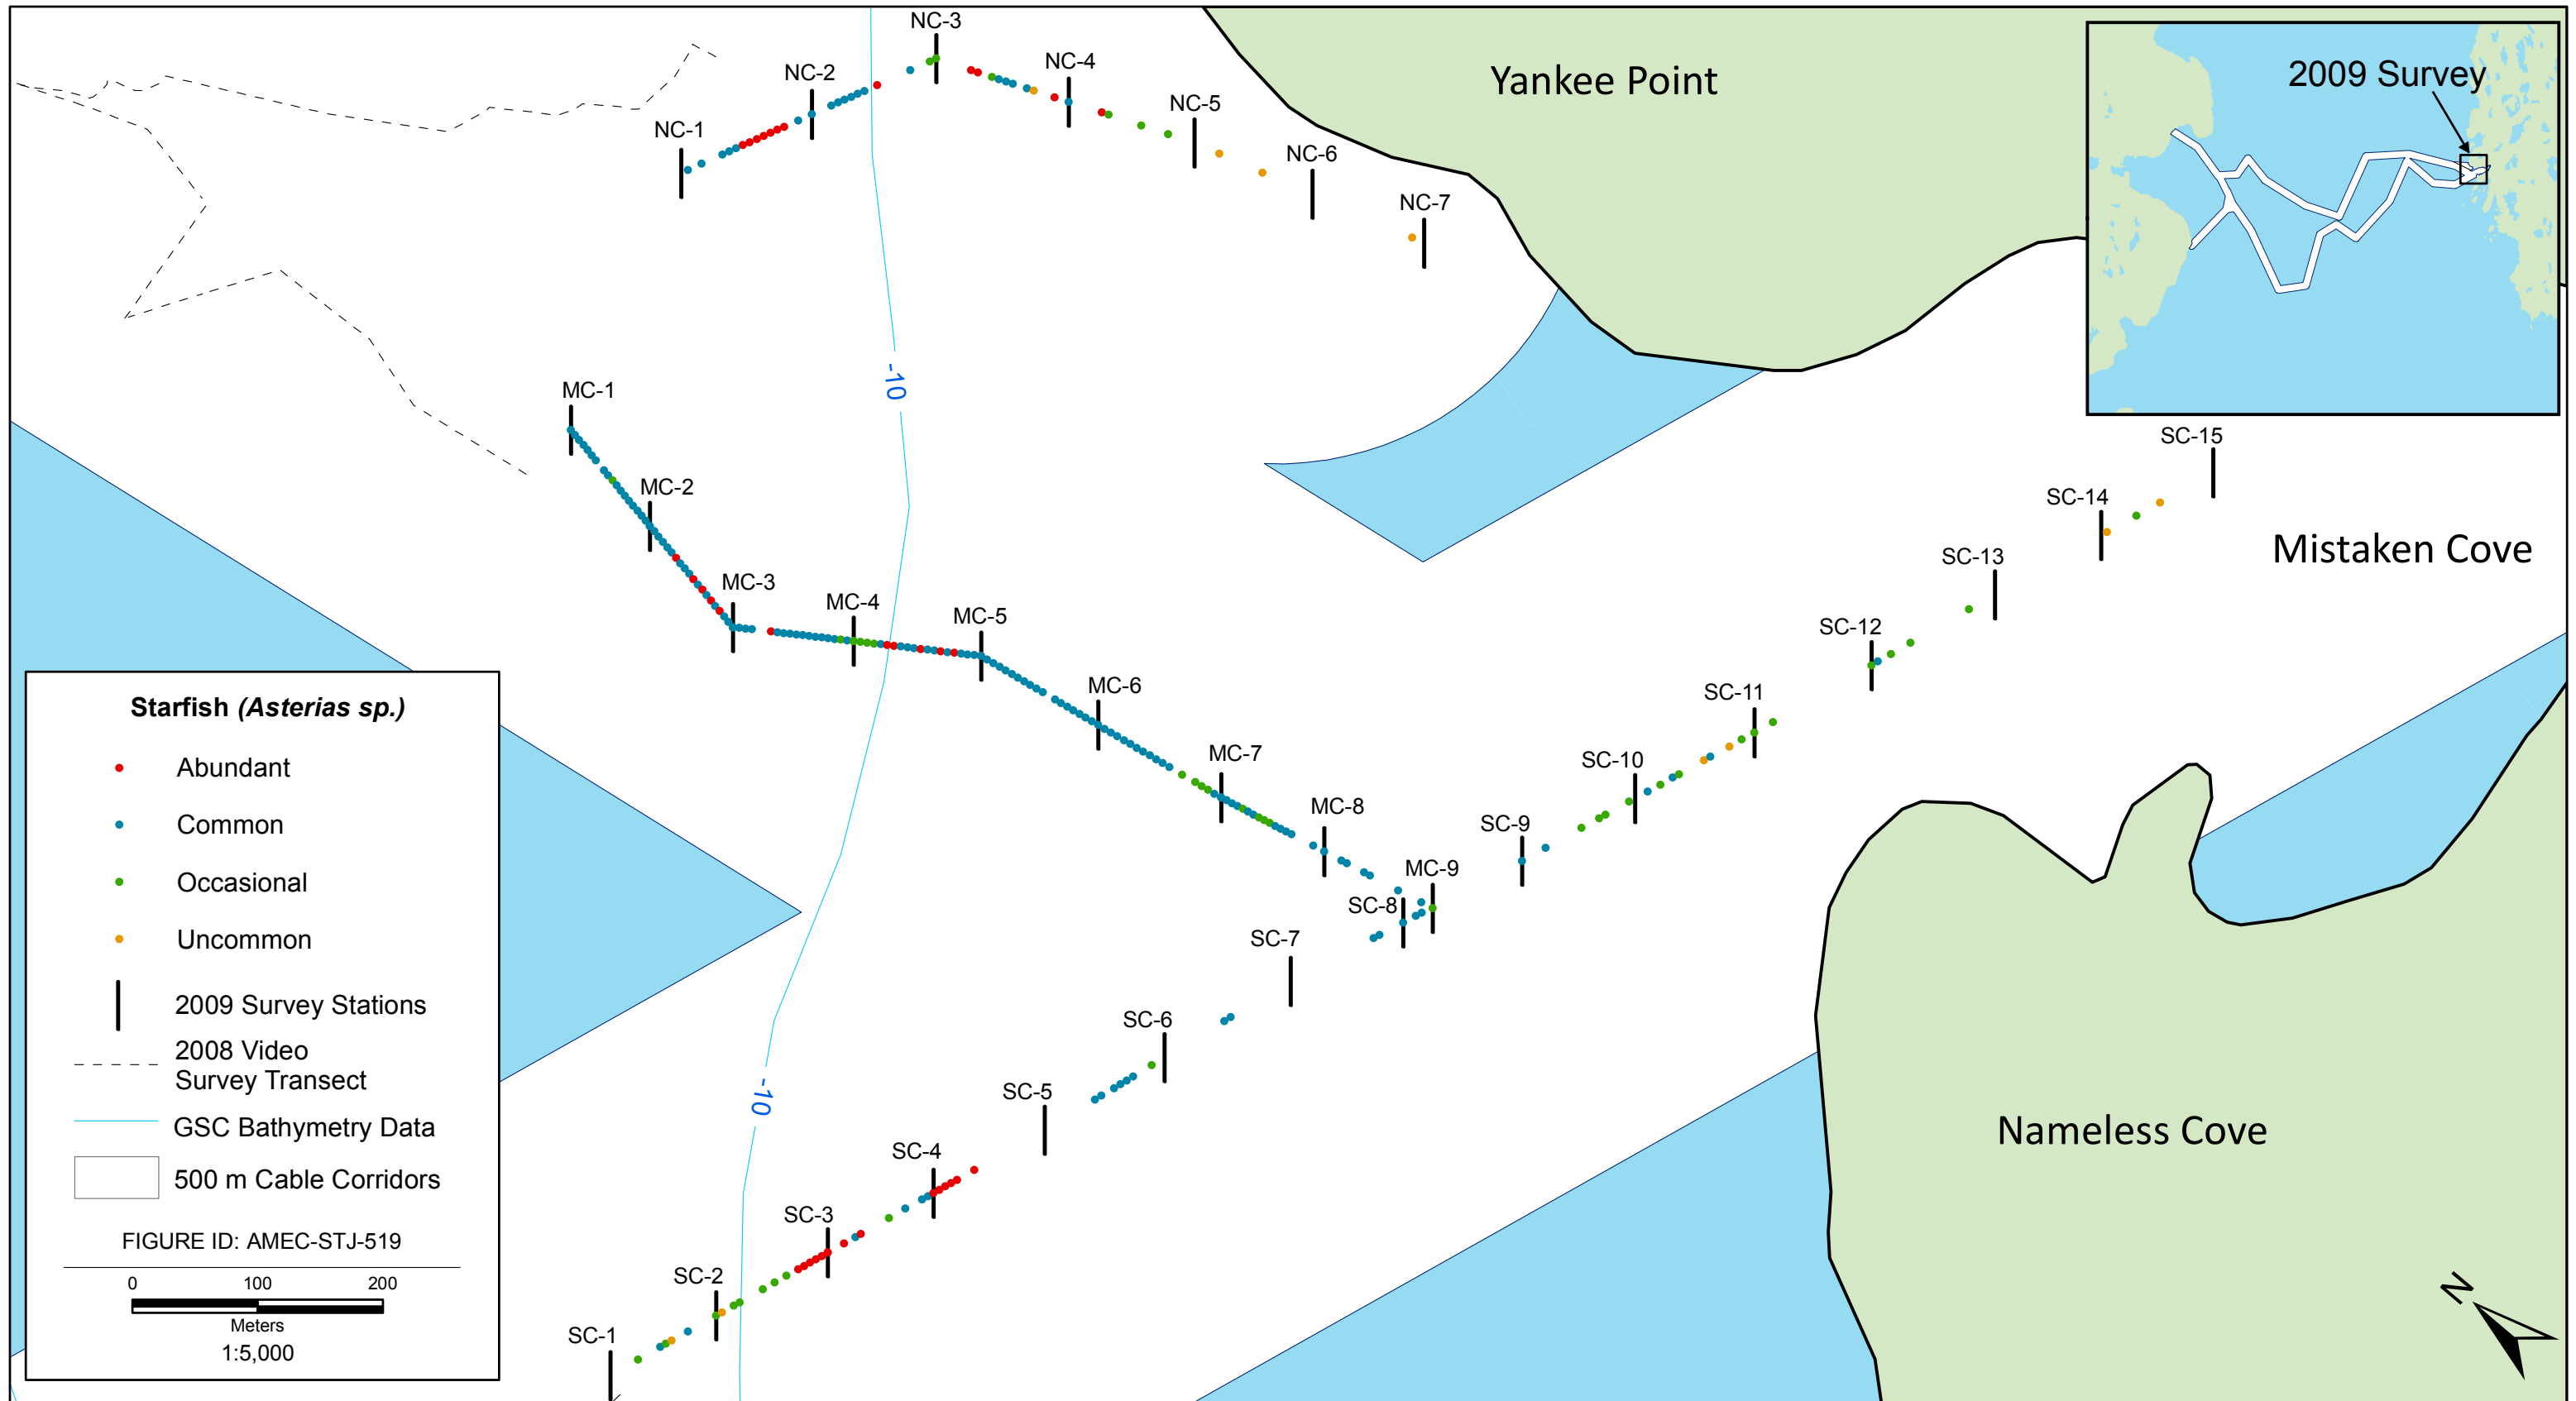 NC-3
NC-4
NC-2
NC-5
NC-1
NC-6
NC-7
Yankee Point
2009 Survey
-10
MC-1
MC-2
MC-3
MC-4
MC-5
MC-6
MC-7
MC-8
MC-9
SC-15
SC-14
SC-13
SC-12
SC-11
SC-10
SC-9
SC-8
SC-7
SC-6
SC-5
SC-4
SC-3
SC-2
SC-1
-10
Mistaken Cove
Nameless Cove
N
Starfish (Asterias sp.)
Abundant
Common
Occasional
Uncommon
2009 Survey Stations
2008 Video
Survey Transect
GSC Bathymetry Data
500 m Cable Corridors
FIGURE ID: AMEC-STJ-519
0 100 200
Meters
1:5,000